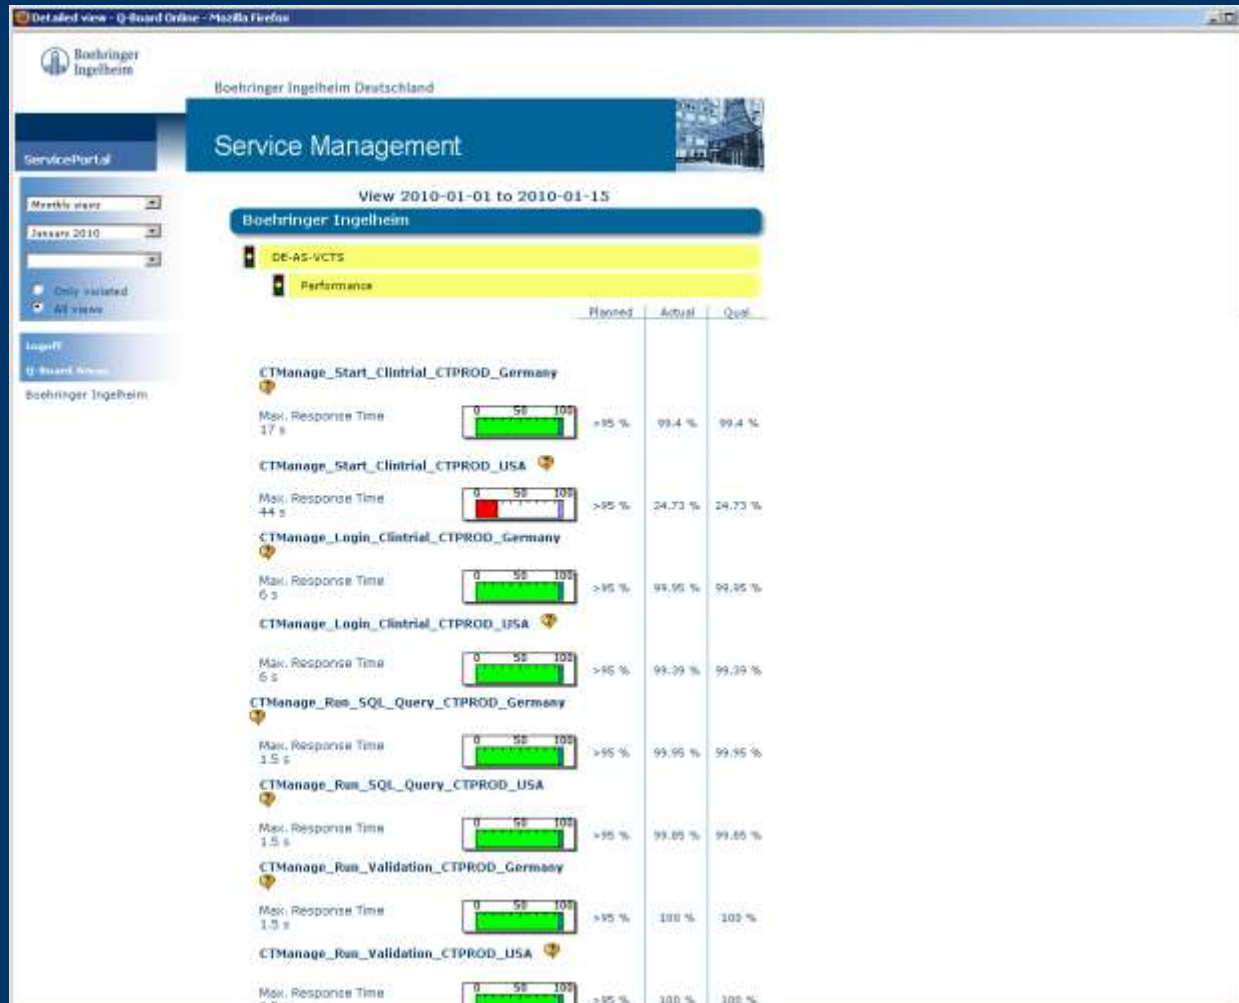 Detailed view - Q-Board Online - Mozilla Firefox
Boehringer
Ingelheim
Boehringer Ingelheim Deutschland
Service Management
ServicePortal
View 2010-01-01 to 2010-01-15
Monthly views
January 2010
Only violated
All views
Boehringer Ingelheim
DE-AS-VCTS
Performance
Planned Actual Qual.
Logoff
Q-Board Areas
Boehringer Ingelheim
CTManage_Start_Clintrial_CTPROD_Germany
Max. Response Time 0 50 100
17 s >95 % 99.4 % 99.4 %
CTManage_Start_Clintrial_CTPROD_USA
Max. Response Time 0 50 100
44 s >95 % 24.73 % 24.73 %
CTManage_Login_Clintrial_CTPROD_Germany
Max. Response Time 0 50 100
6 s >95 % 99.95 % 99.95 %
CTManage_Login_Clintrial_CTPROD_USA
Max. Response Time 0 50 100
6 s >95 % 99.39 % 99.39 %
CTManage_Run_SQL_Query_CTPROD_Germany
Max. Response Time 0 50 100
1.5 s >95 % 99.95 % 99.95 %
CTManage_Run_SQL_Query_CTPROD_USA
Max. Response Time 0 50 100
1.5 s >95 % 99.85 % 99.85 %
CTManage_Run_Validation_CTPROD_Germany
Max. Response Time 0 50 100
1.5 s >95 % 100 % 100 %
CTManage_Run_Validation_CTPROD_USA
Max. Response Time 0 50 100
>95 % 100 % 100 %